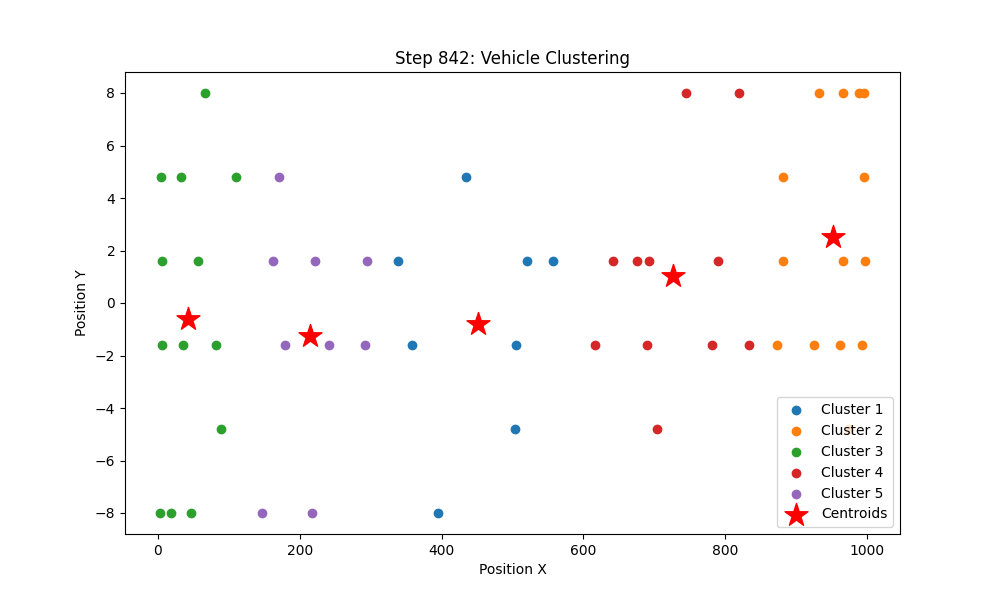 Step 842: Vehicle Clustering
Position Y
8
6
4
2
0
−2
−4
−6
−8
0
200
400
600
800
1000
Position X
Cluster 1
Cluster 2
Cluster 3
Cluster 4
Cluster 5
Centroids